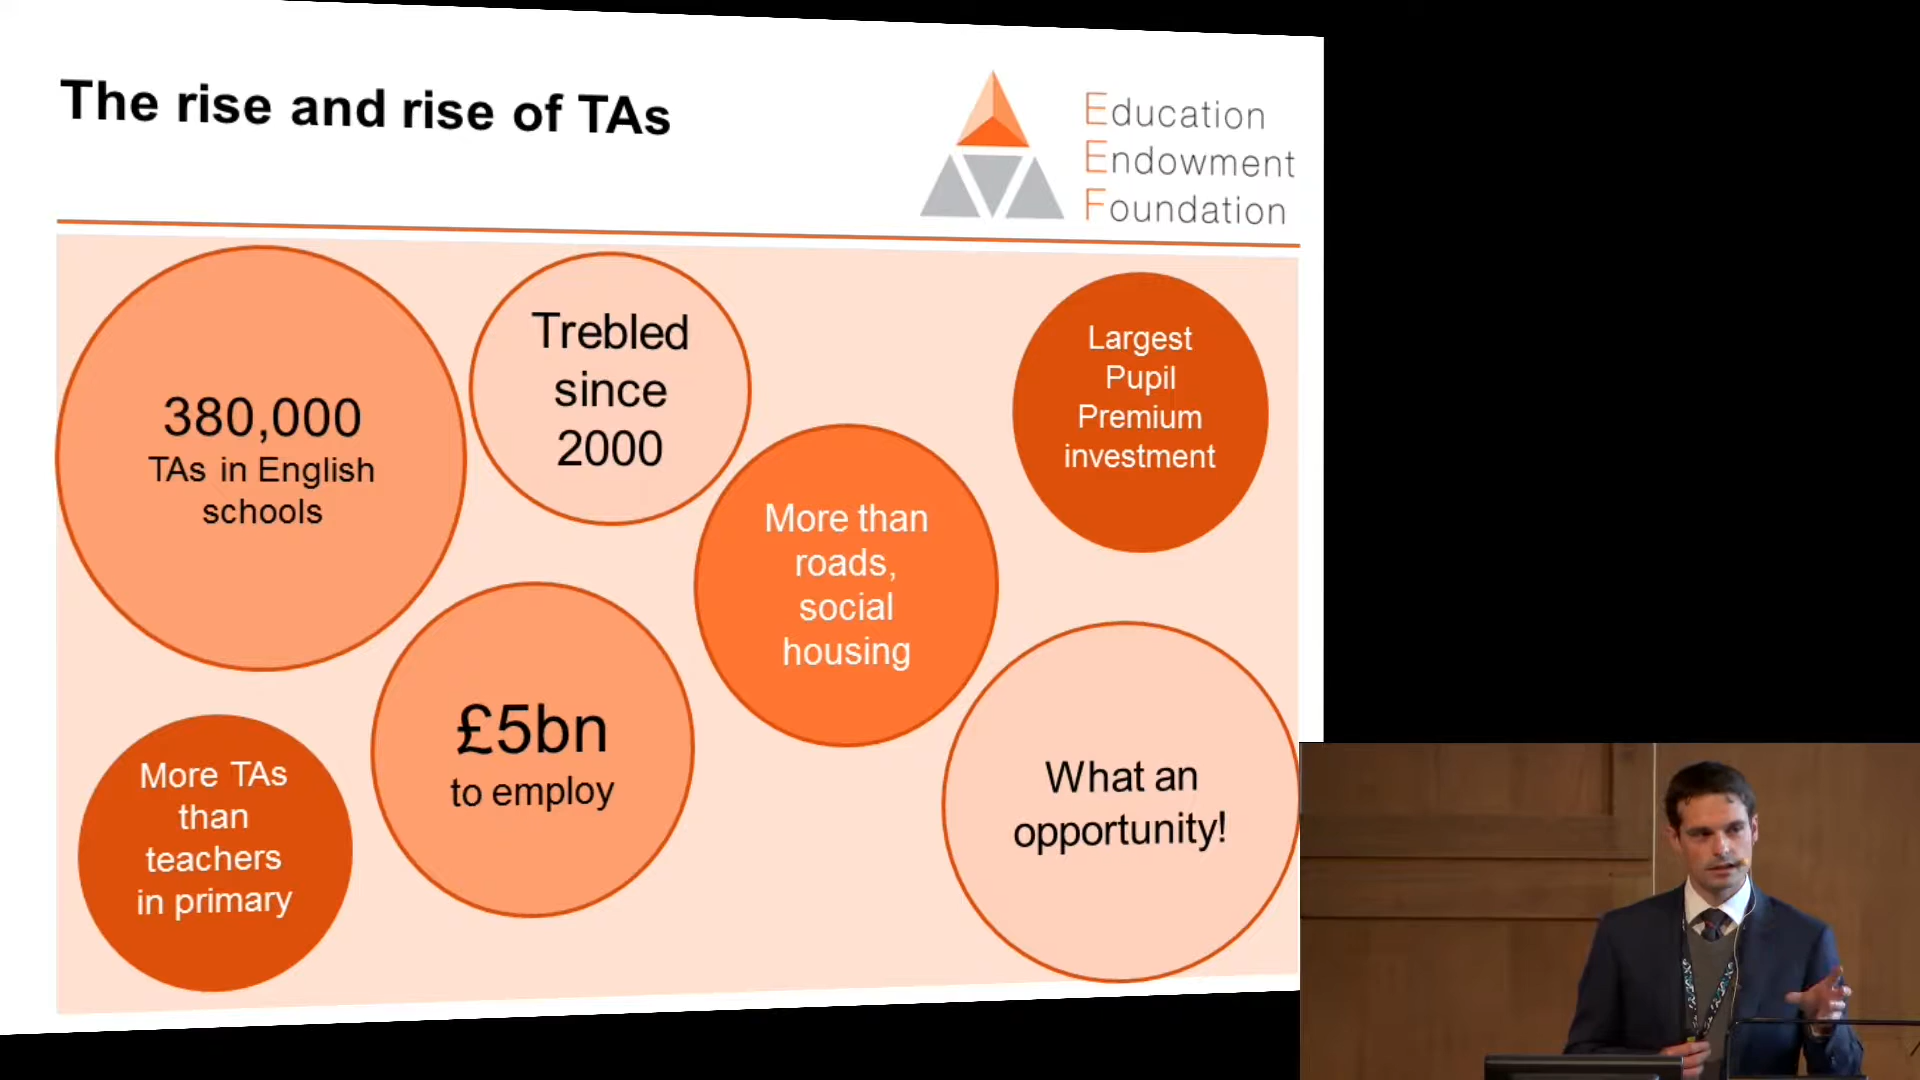 The rise and rise of TAs
Education
Endowment
Foundation
380,000
TAs in English
schools
Trebled
since
2000
Largest
Pupil
Premium
investment
More than
roads,
social
housing
£5bn
to employ
What an
opportunity!
More TAs
than
teachers
in primary